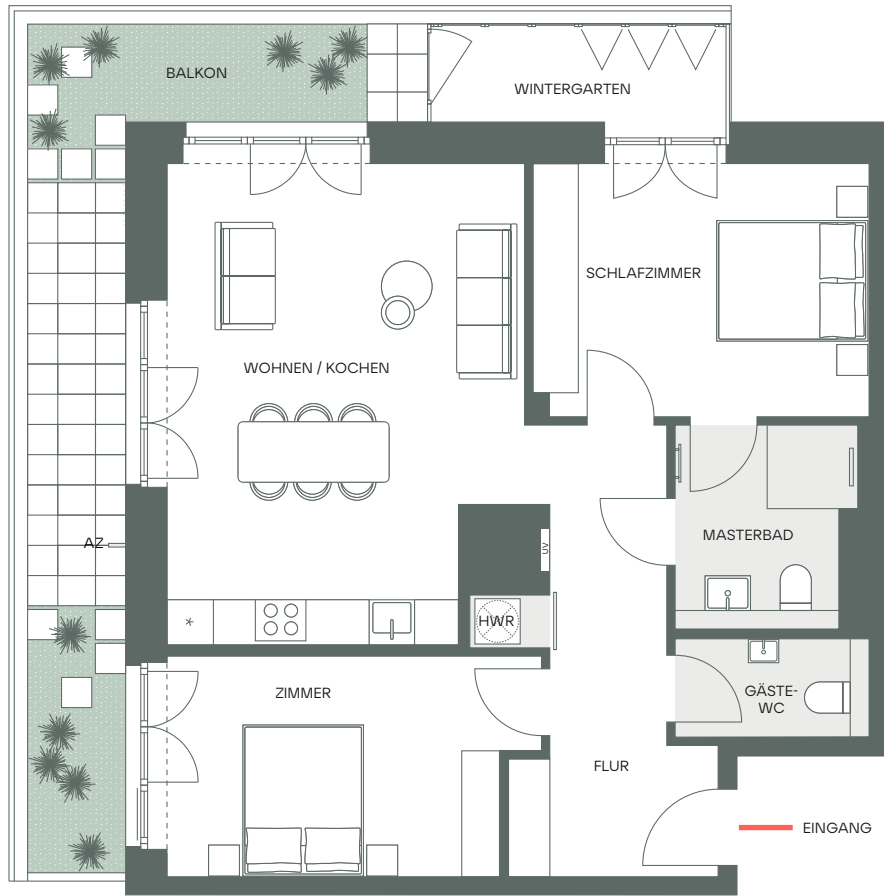 BALKON
WINTERGARTEN
SCHLAFZIMMER
WOHNEN / KOCHEN
MASTERBAD
AZ
UV
*
HWR
ZIMMER
GÄSTE-
WC
FLUR
EINGANG